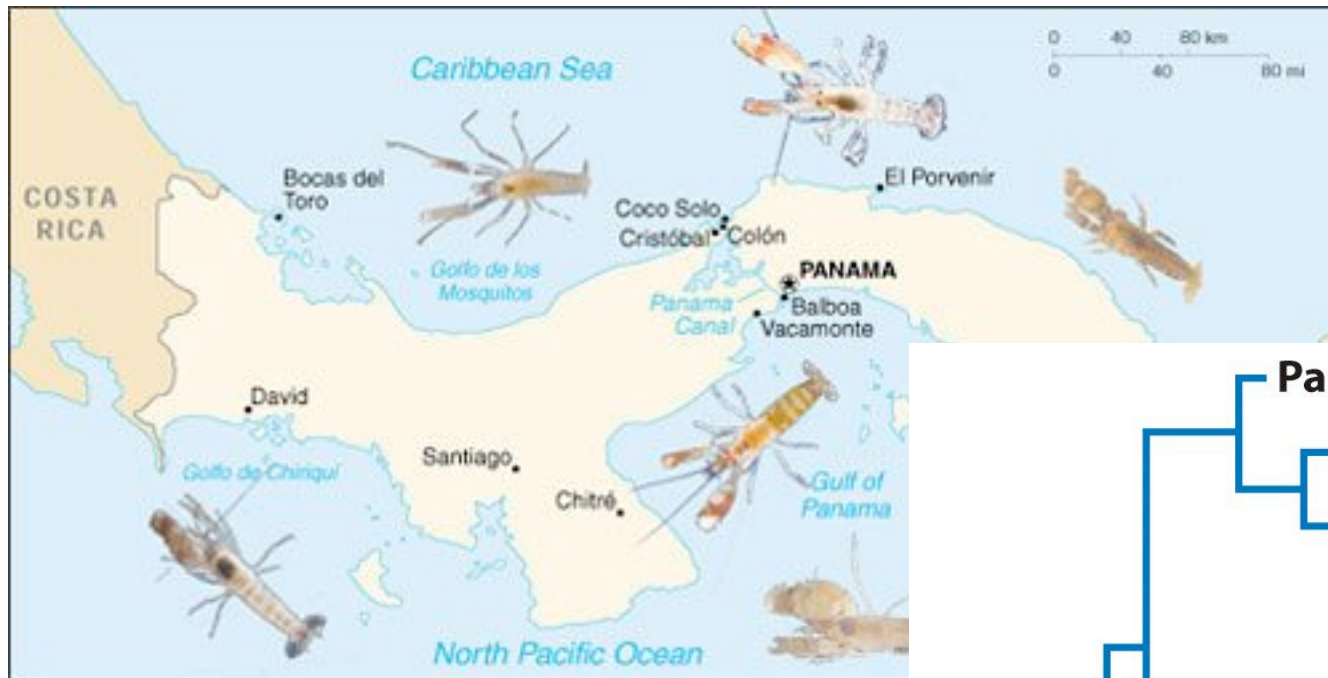 0 40 80 km
0 40 80 mi
Caribbean Sea
COSTA
RICA
Bocas del
Toro
El Porvenir
Coco Solo
Cristóbal
Colón
Golfo de los
Mosquitos
PANAMA
Panama
Canal
Balboa
Vacamonte
David
Golfo de Chiriquí
Santiago
Chitré
Gulf of
Panama
North Pacific Ocean
Pa